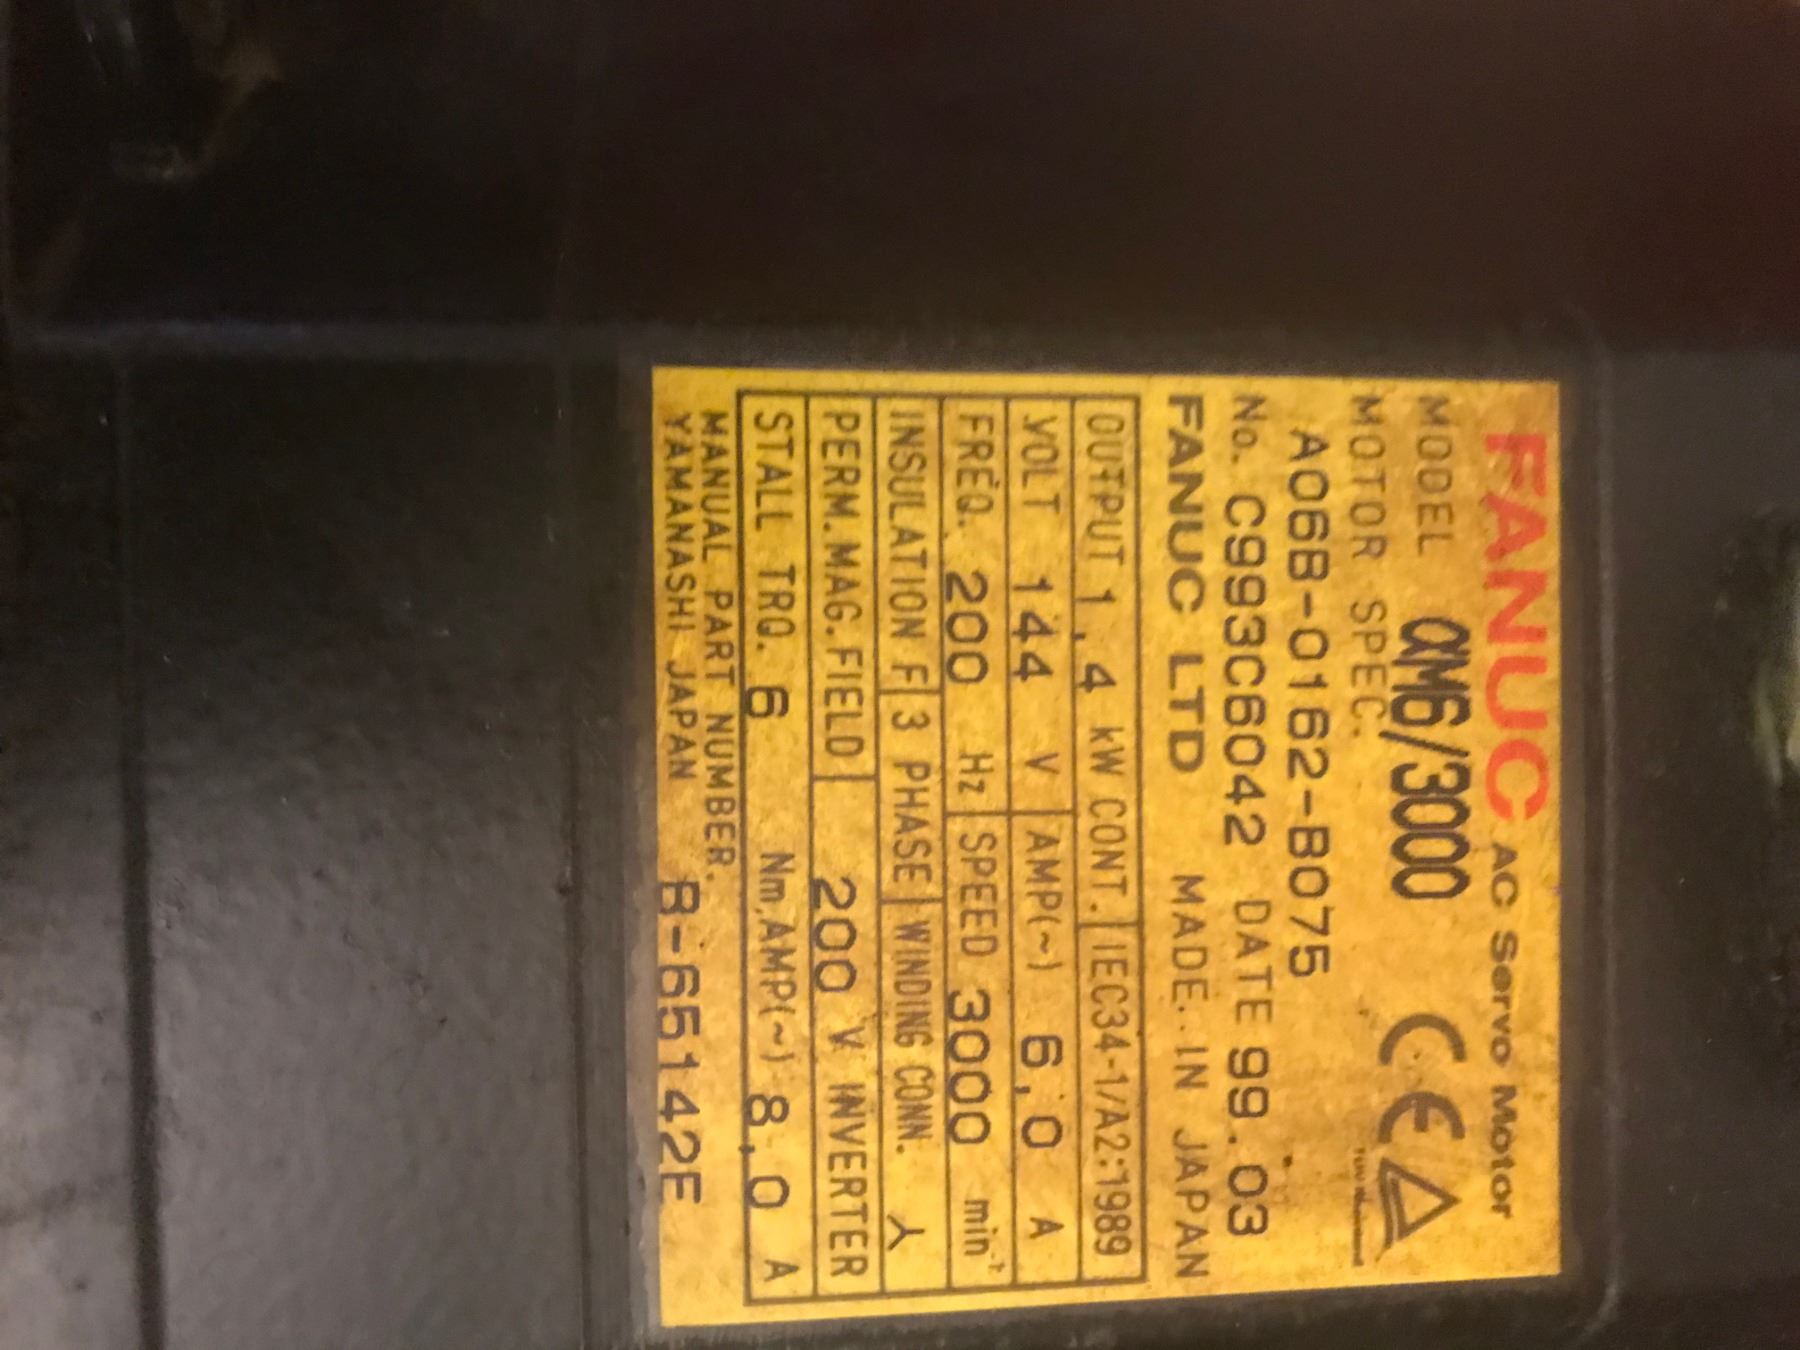 FANUC AC Servo Motor
MODEL αM6/3000
MOTOR SPEC.
A06B-0162-B075
No. C993C6042 DATE 99.03
FANUC LTD MADE IN JAPAN
OUTPUT 1,4 kW CONT. IEC34-1/A2:1989
VOLT 144 V AMP(~) 6,0 A
FREQ. 200 Hz SPEED 3000 min⁻¹
INSULATION F 3 PHASE WINDING CONN.
PERM.MAG.FIELD 200 V INVERTER
STALL TRQ. 6 Nm,AMP(~) 8,0 A
MANUAL PART NUMBER.
YAMANASHI JAPAN B-65142E